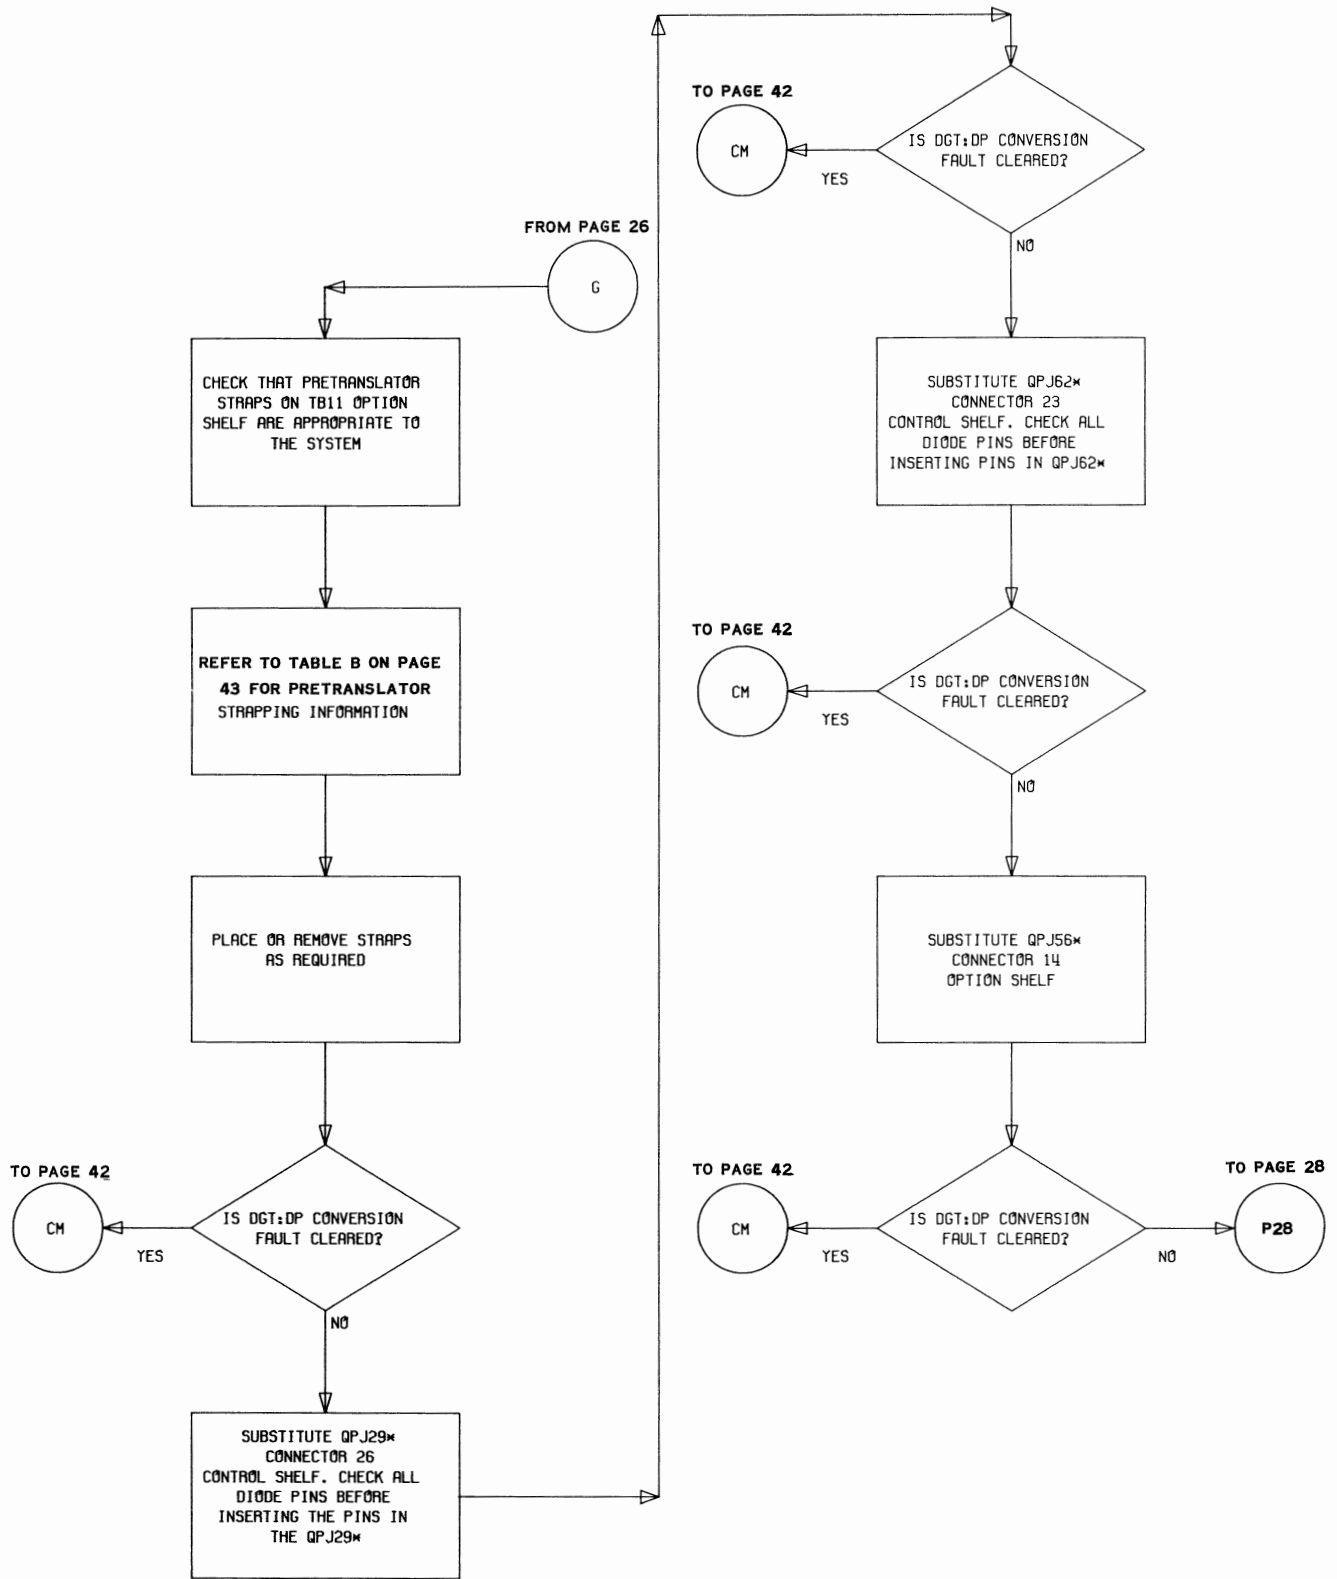 FROM PAGE 26
G
CHECK THAT PRETRANSLATOR
STRAPS ON TB11 OPTION
SHELF ARE APPROPRIATE TO
THE SYSTEM
REFER TO TABLE B ON PAGE
43 FOR PRETRANSLATOR
STRAPPING INFORMATION
PLACE OR REMOVE STRAPS
AS REQUIRED
TO PAGE 42
CM
YES
IS DGT:DP CONVERSION
FAULT CLEARED?
NO
SUBSTITUTE QPJ29*
CONNECTOR 26
CONTROL SHELF. CHECK ALL
DIODE PINS BEFORE
INSERTING THE PINS IN
THE QPJ29*
TO PAGE 42
CM
YES
IS DGT:DP CONVERSION
FAULT CLEARED?
NO
SUBSTITUTE QPJ62*
CONNECTOR 23
CONTROL SHELF. CHECK ALL
DIODE PINS BEFORE
INSERTING PINS IN QPJ62*
TO PAGE 42
CM
YES
IS DGT:DP CONVERSION
FAULT CLEARED?
NO
SUBSTITUTE QPJ56*
CONNECTOR 14
OPTION SHELF
TO PAGE 42
CM
YES
IS DGT:DP CONVERSION
FAULT CLEARED?
NO
TO PAGE 28
P28